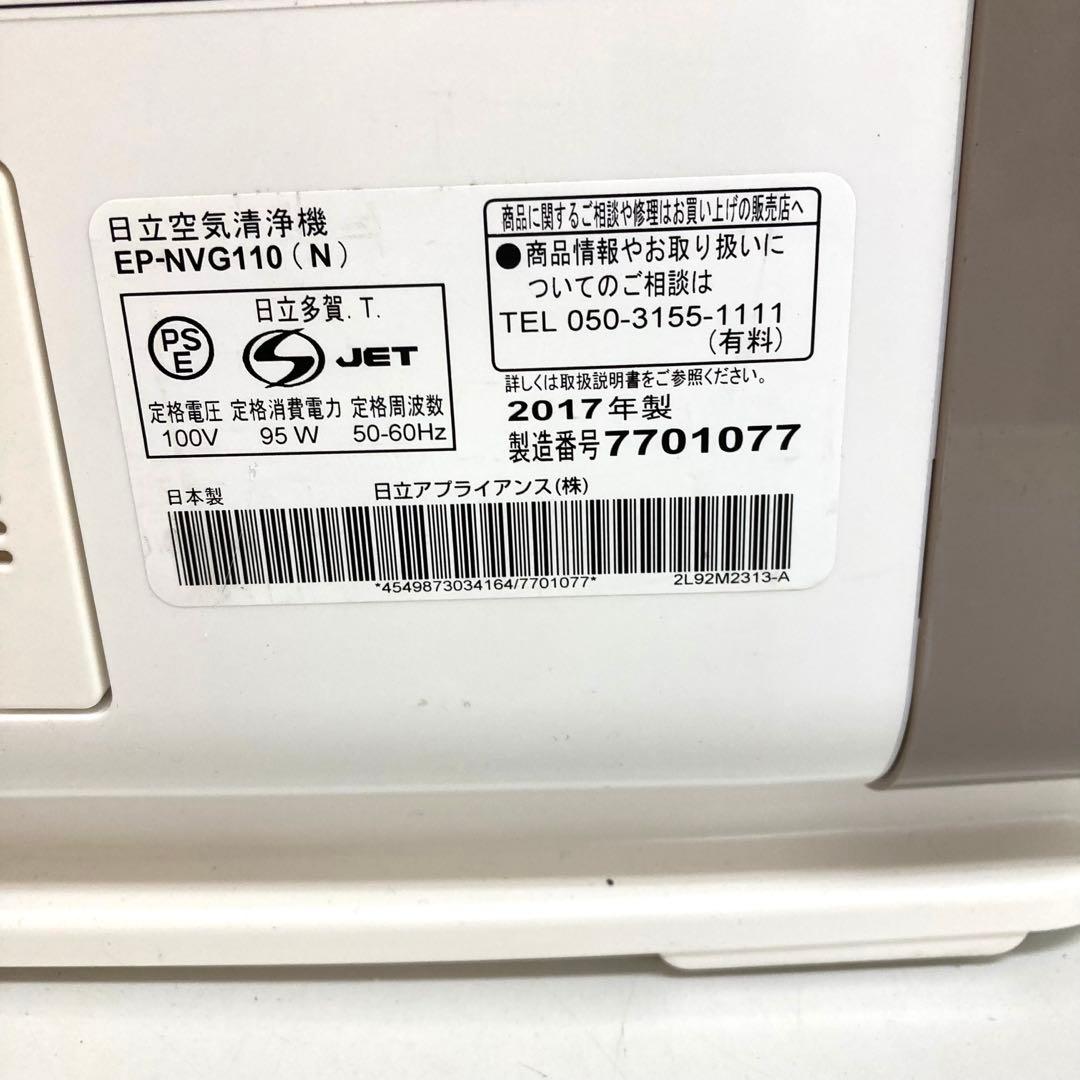 日立空気清浄機
EP-NVG110(N)
日立多賀.T.
PS
E
JET
定格電圧 定格消費電力 定格周波数
100V 95W 50-60Hz
商品に関するご相談や修理はお買い上げの販売店へ
●商品情報やお取り扱いに
ついてのご相談は
TEL 050-3155-1111
(有料)
詳しくは取扱説明書をご参照ください。
2017年製
製造番号7701077
日本製 日立アプライアンス(株)
*4549873034164/7701077* 2L92M2313-A